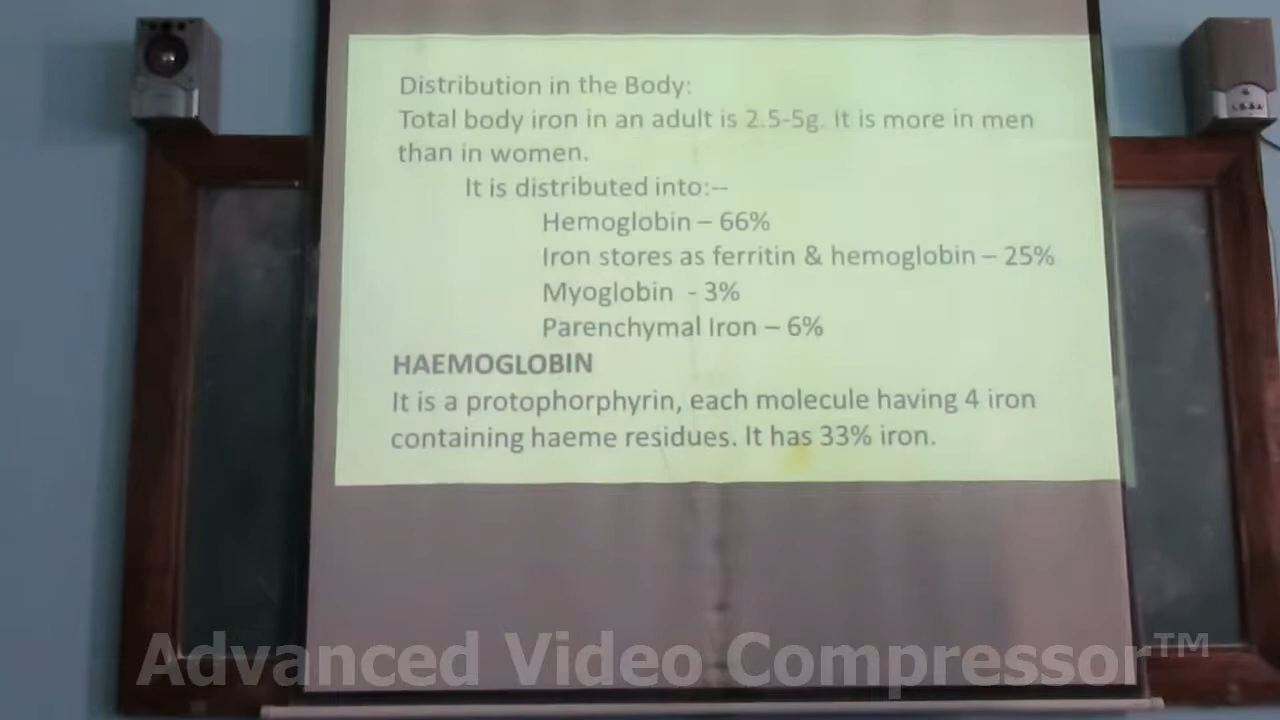 Distribution in the Body:
Total body iron in an adult is 2.5-5g. It is more in men
than in women.
It is distributed into:--
Hemoglobin – 66%
Iron stores as ferritin & hemoglobin – 25%
Myoglobin - 3%
Parenchymal Iron – 6%
HAEMOGLOBIN
It is a protophorphyrin, each molecule having 4 iron
containing haeme residues. It has 33% iron.
Advanced Video Compressor™